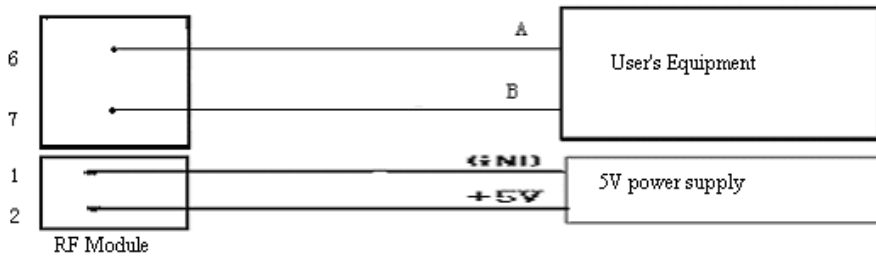 6 A User's Equipment
7 B
1 GND 5V power supply
2 +5V
RF Module